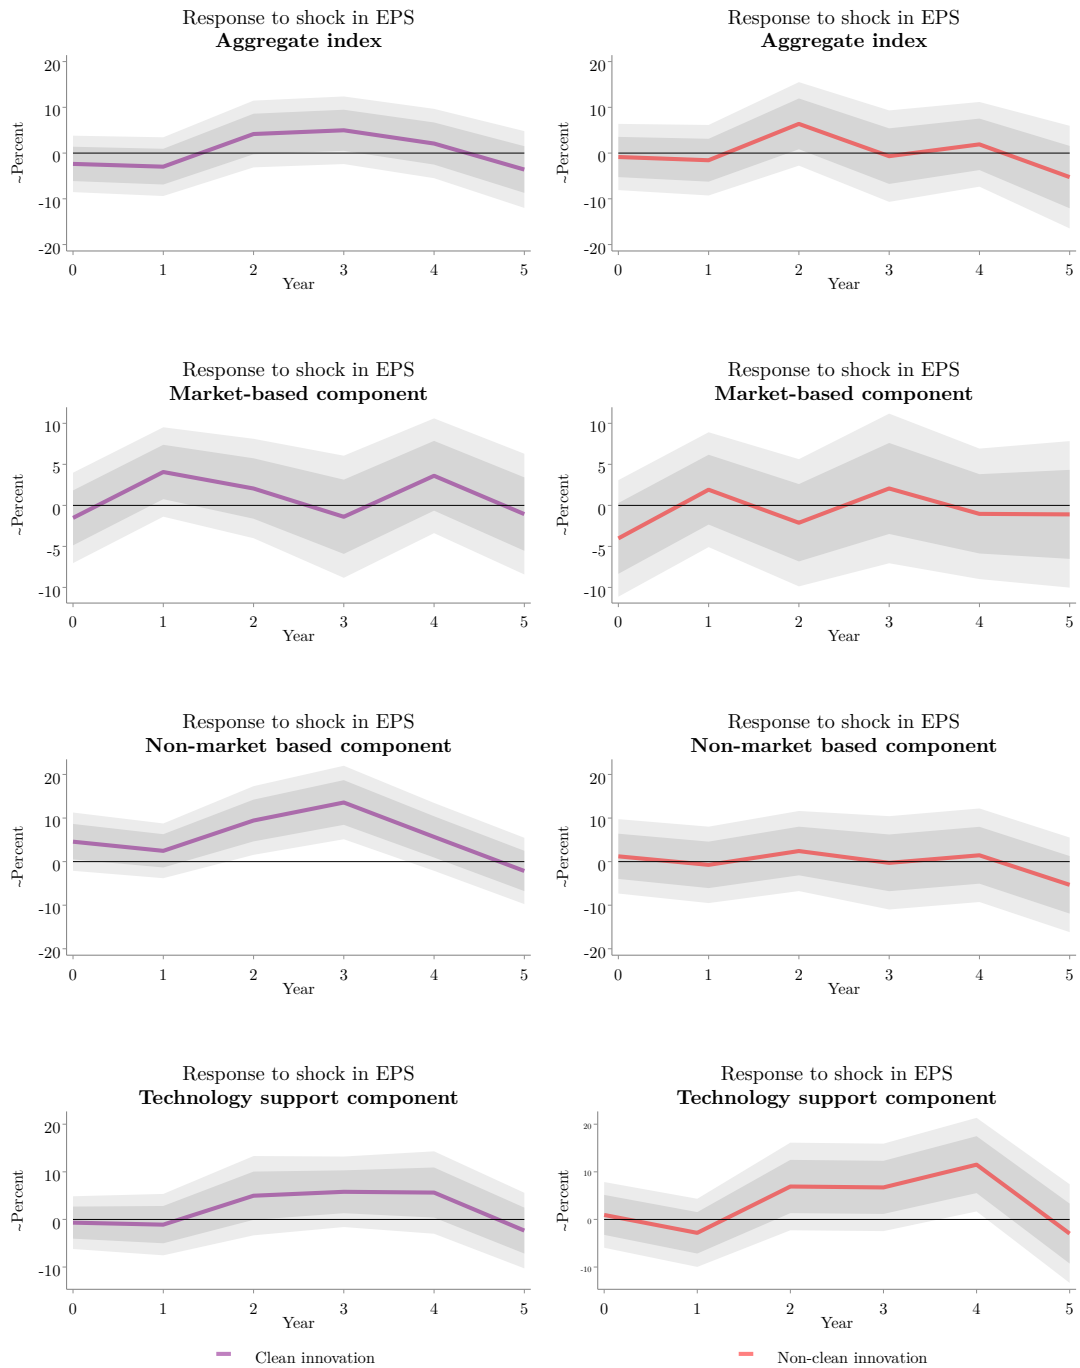 Response to shock in EPS
Aggregate index
~Percent
20
10
0
-10
-20
0 1 2 3 4 5
Year
Response to shock in EPS
Aggregate index
~Percent
20
10
0
-10
-20
0 1 2 3 4 5
Year
Response to shock in EPS
Market-based component
~Percent
10
5
0
-5
-10
0 1 2 3 4 5
Year
Response to shock in EPS
Market-based component
~Percent
10
5
0
-5
-10
0 1 2 3 4 5
Year
Response to shock in EPS
Non-market based component
~Percent
20
10
0
-10
-20
0 1 2 3 4 5
Year
Response to shock in EPS
Non-market based component
~Percent
20
10
0
-10
-20
0 1 2 3 4 5
Year
Response to shock in EPS
Technology support component
~Percent
20
10
0
-10
0 1 2 3 4 5
Year
Response to shock in EPS
Technology support component
~Percent
20
10
0
-10
0 1 2 3 4 5
Year
Clean innovation
Non-clean innovation